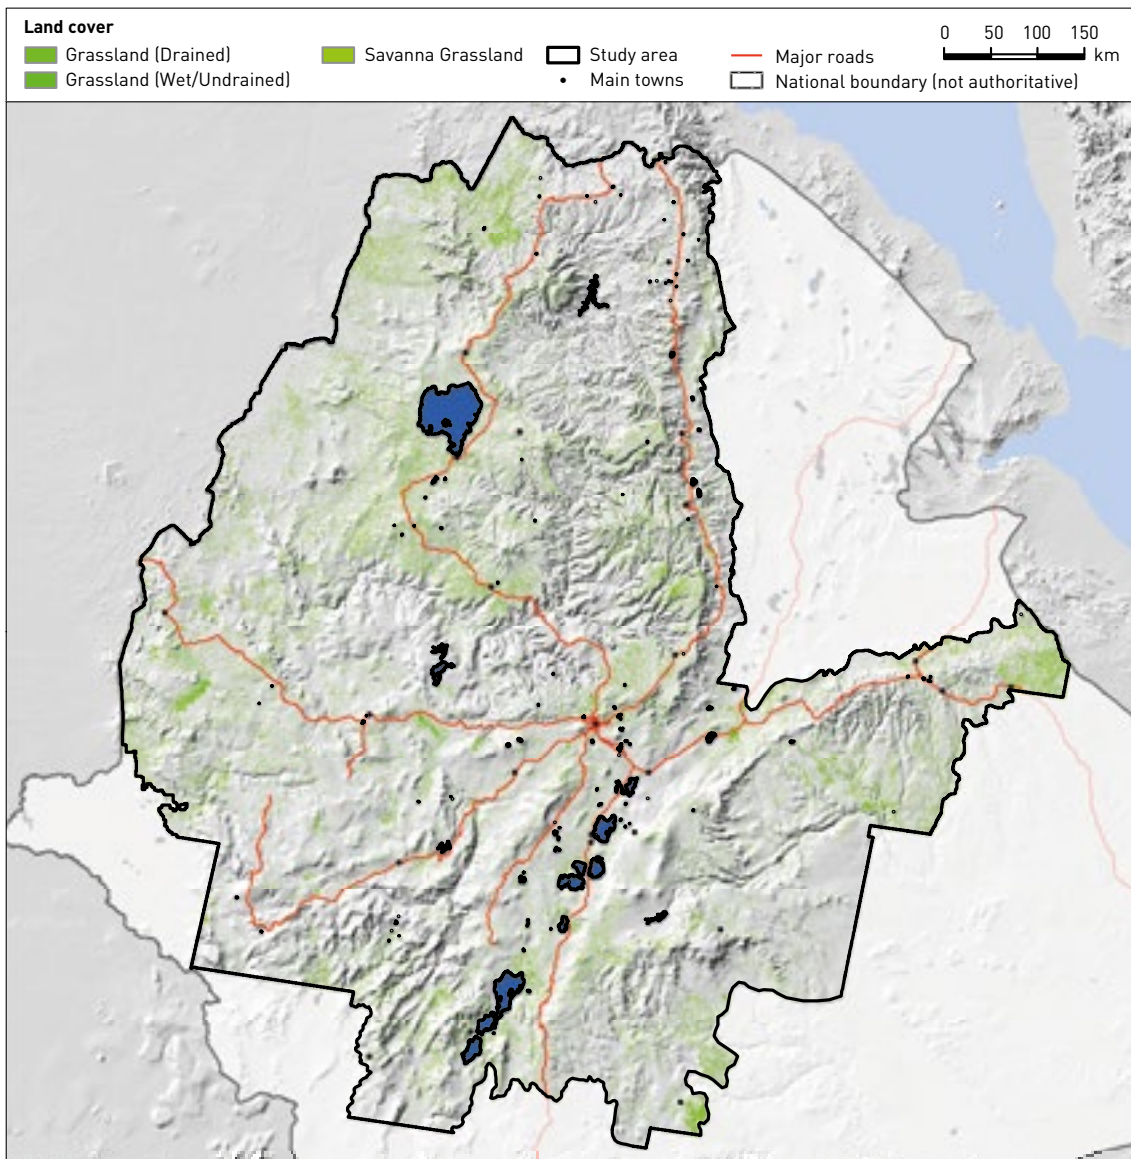 Land cover
Grassland (Drained)
Grassland (Wet/Undrained)
Savanna Grassland
Study area
Main towns
Major roads
National boundary (not authoritative)
0 50 100 150
km